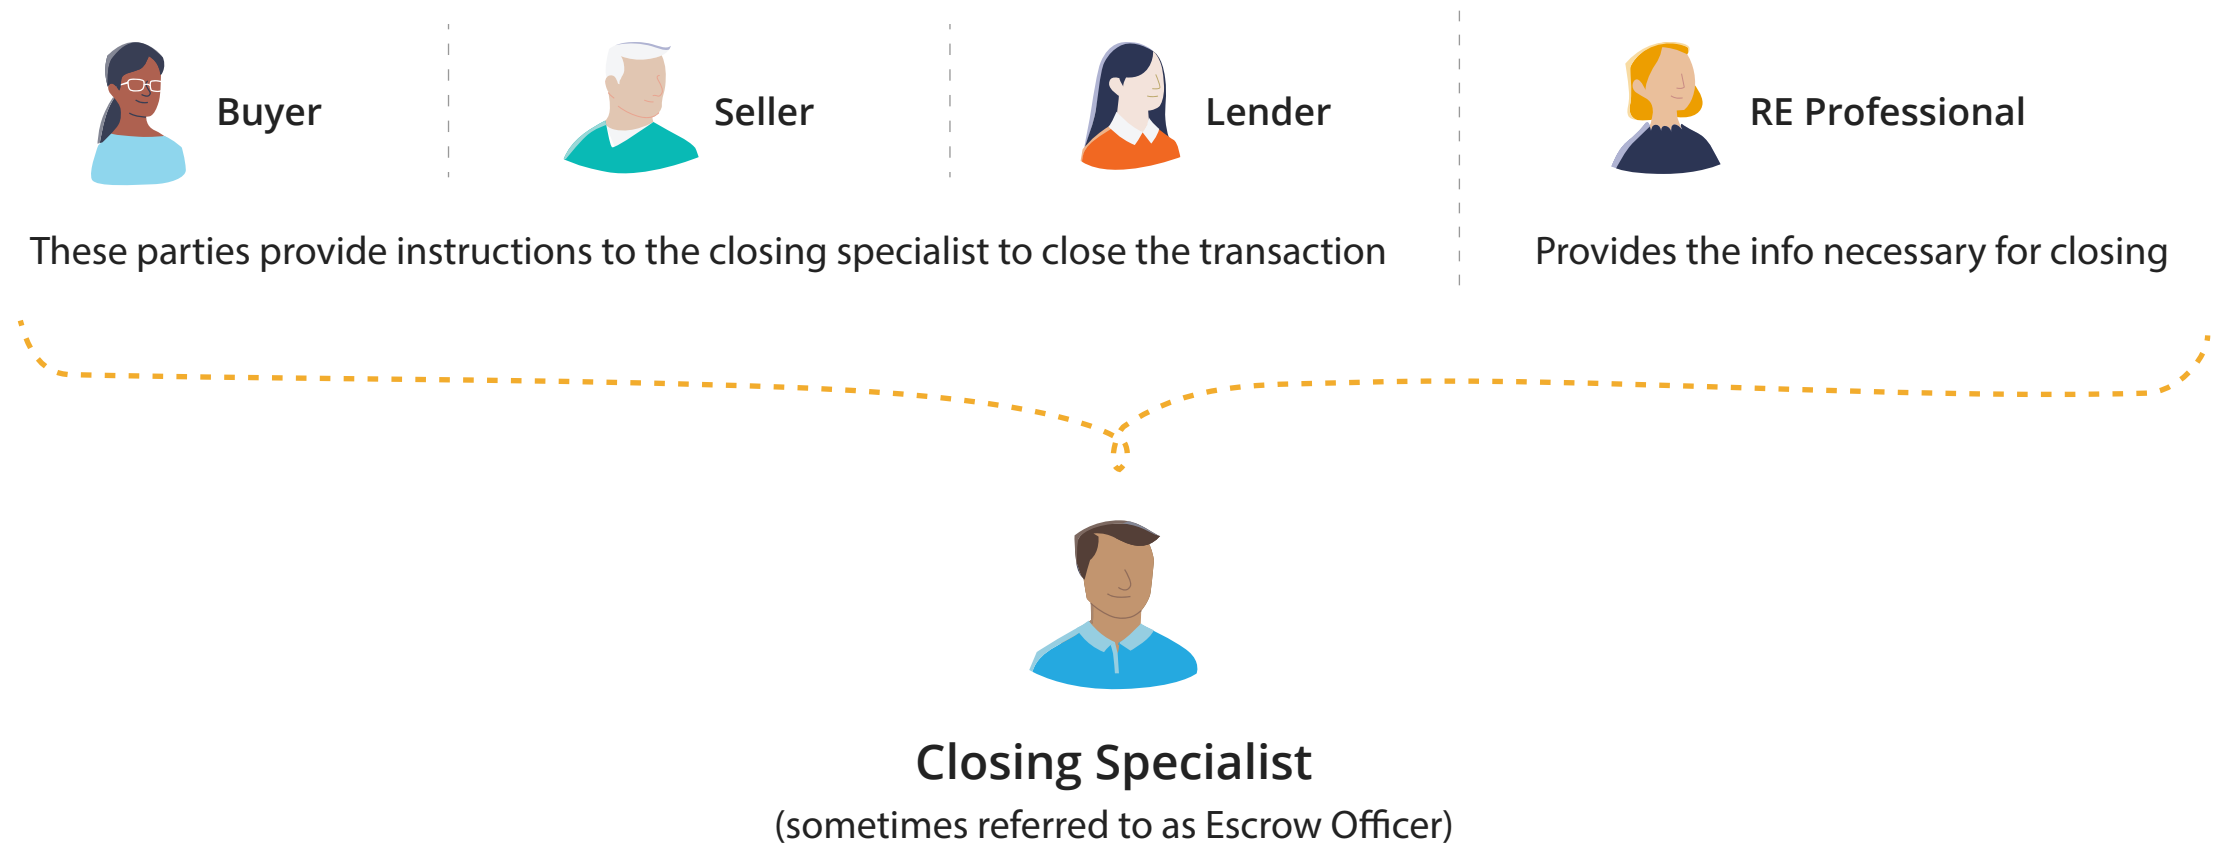 Buyer
Seller
Lender
RE Professional
These parties provide instructions to the closing specialist to close the transaction
Provides the info necessary for closing
Closing Specialist
(sometimes referred to as Escrow Officer)